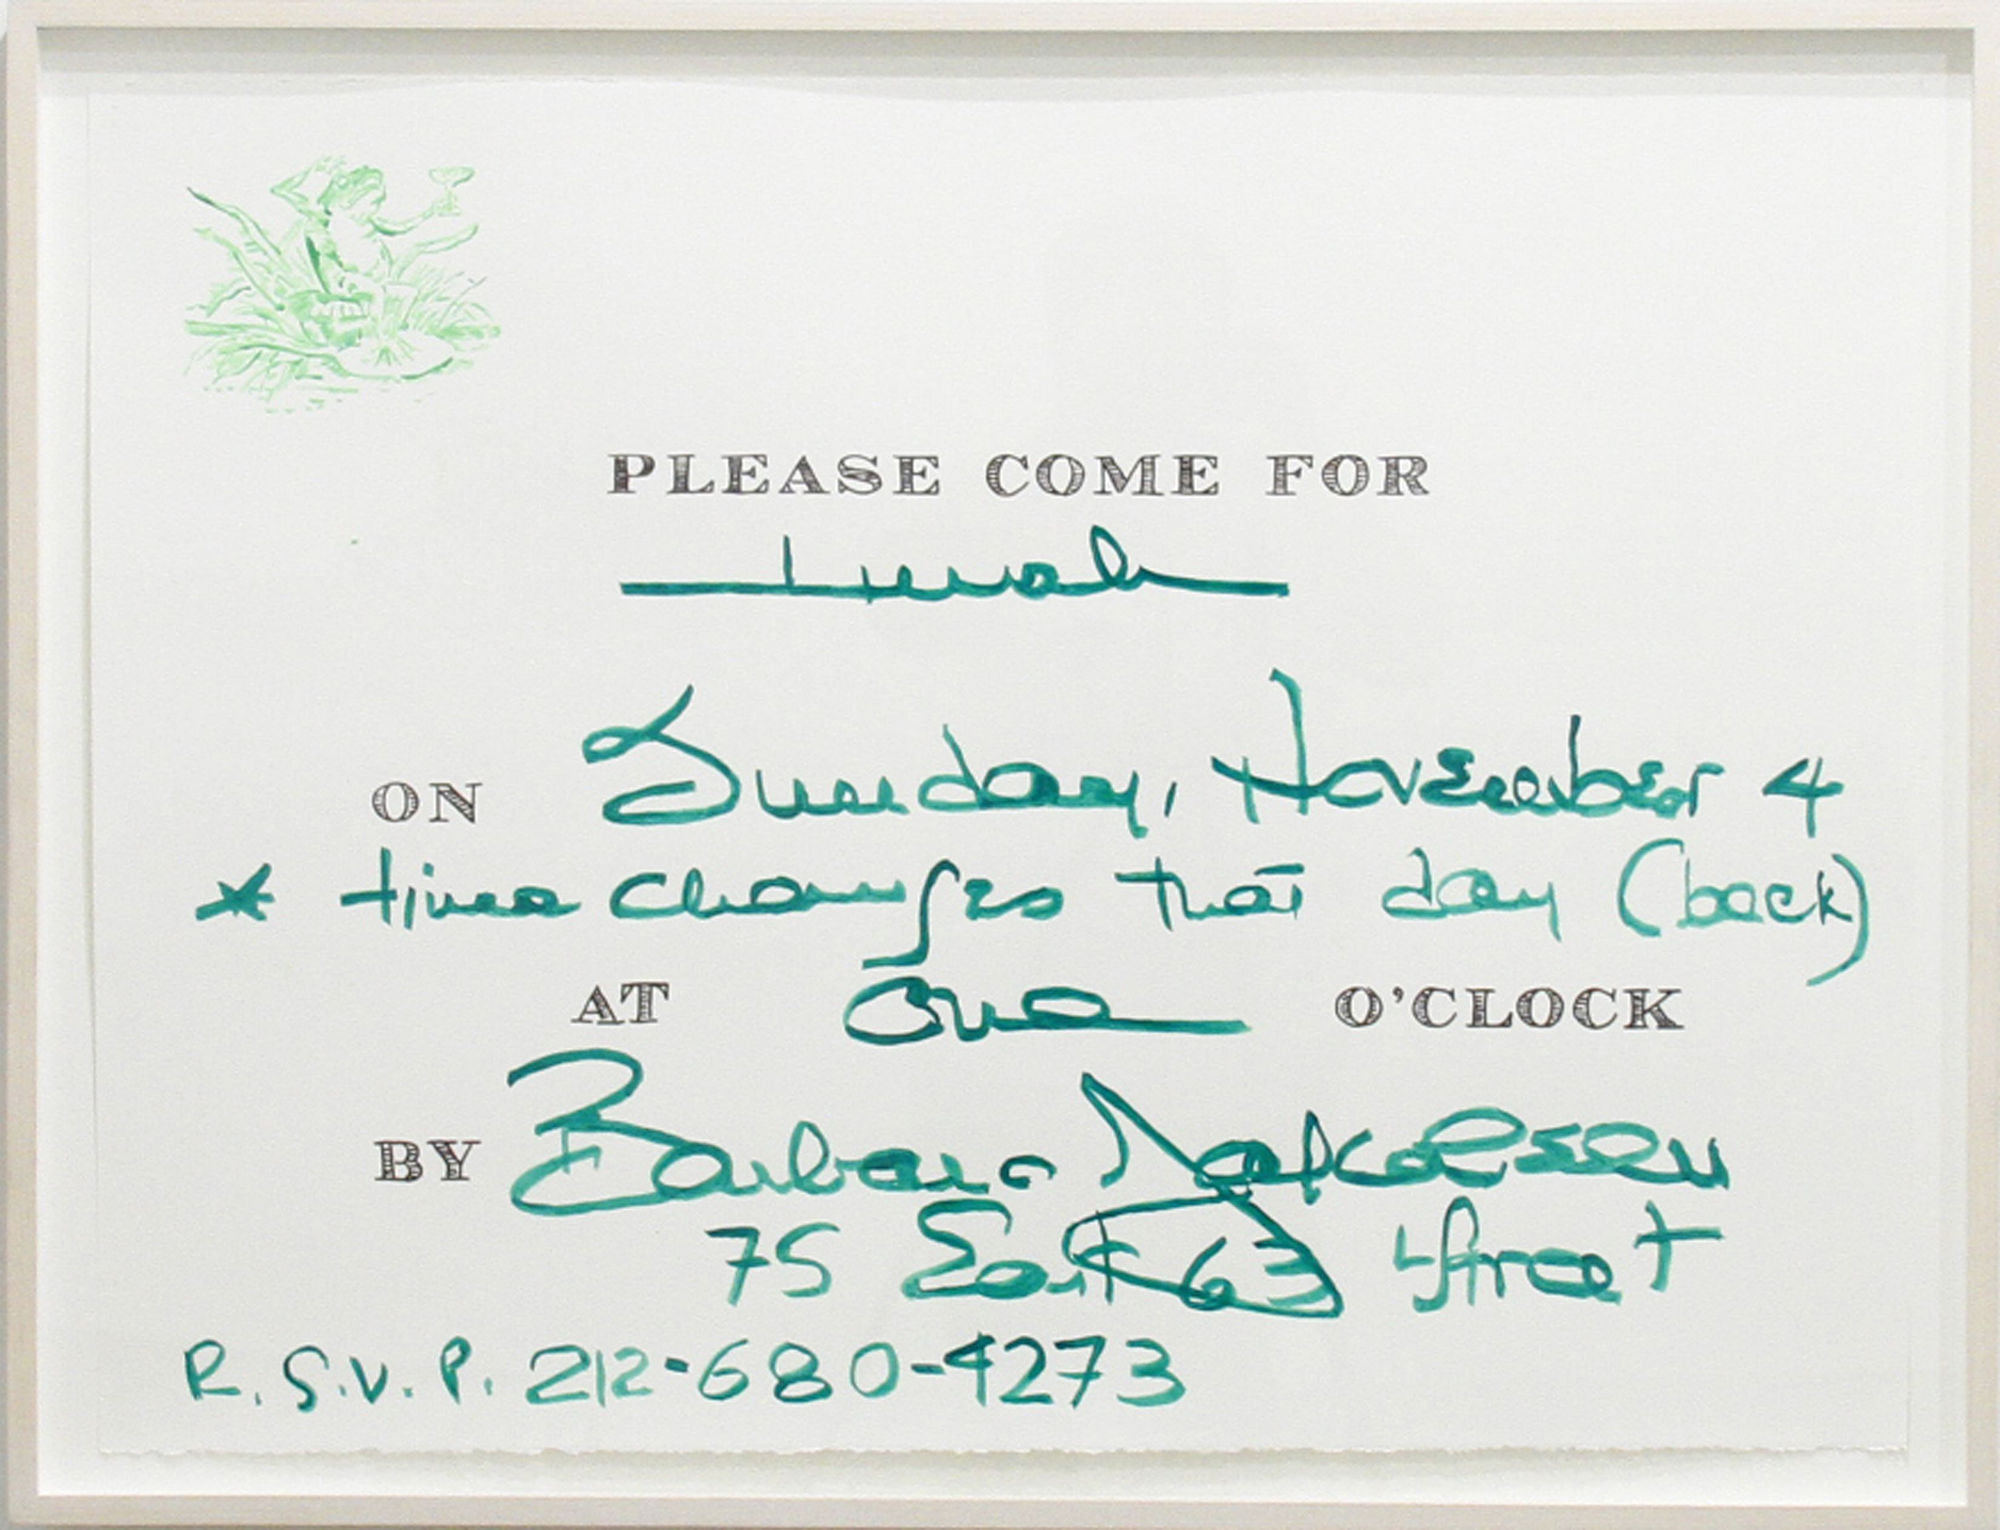 PLEASE COME FOR
Lunch
ON Sunday, November 4
* time changes that day (back)
AT One O'CLOCK
BY Barbara Jakobson
75 East 63 Street
R.S.V.P. 212-680-4273